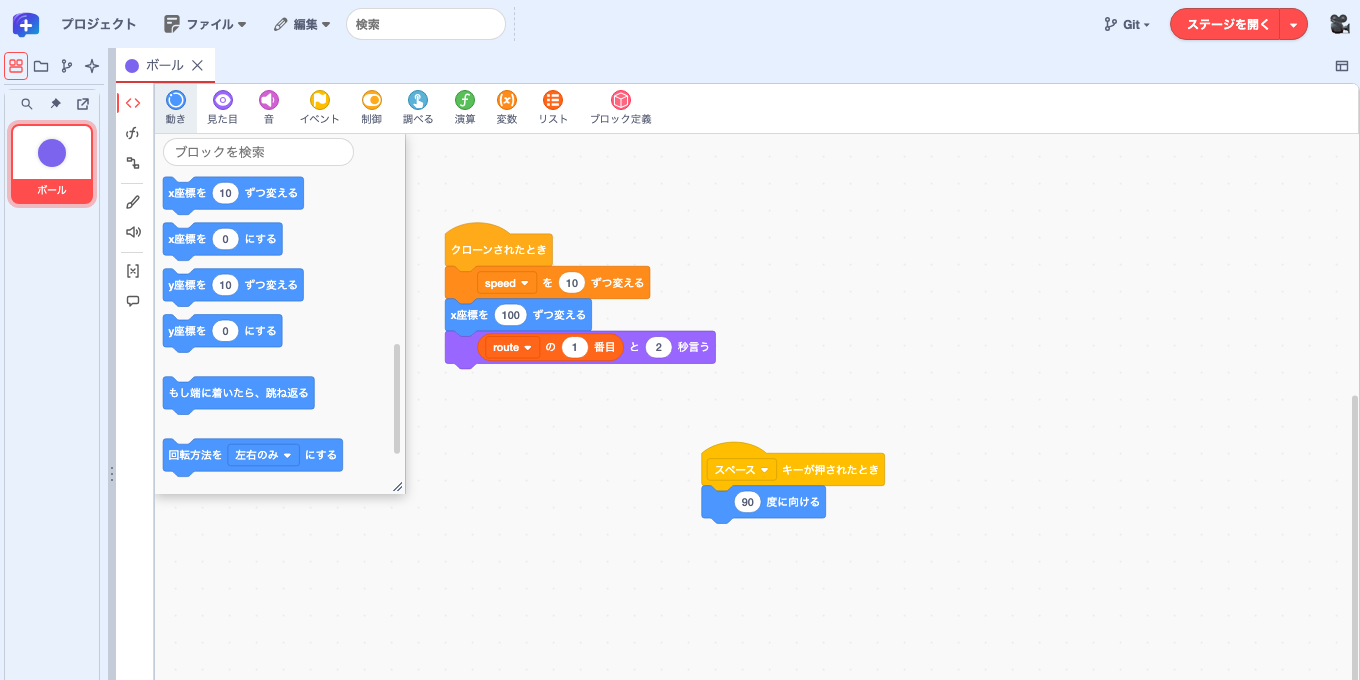 プロジェクト ファイル 編集 検索 Git ステージを開く
ボール
動き 見た目 音 イベント 制御 調べる 演算 変数 リスト ブロック定義
ブロックを検索
ボール
x座標を 10 ずつ変える
x座標を 0 にする
y座標を 10 ずつ変える
y座標を 0 にする
もし端に着いたら、跳ね返る
回転方法を 左右のみ にする
クローンされたとき
speed を 10 ずつ変える
x座標を 100 ずつ変える
route の 1 番目 と 2 秒言う
スペース キーが押されたとき
90 度に向ける